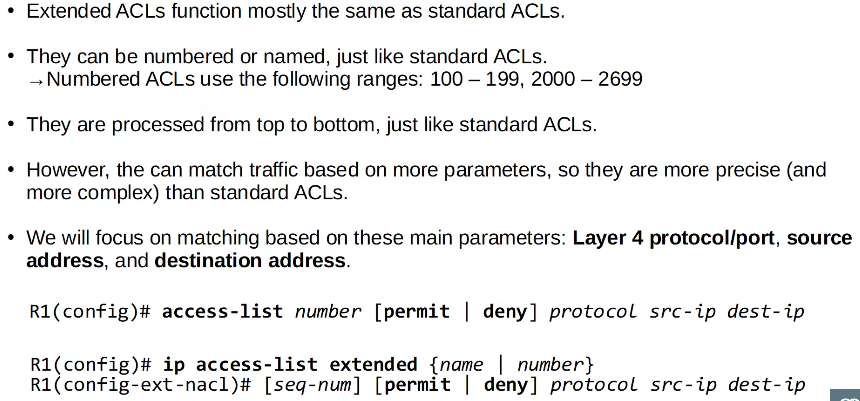 • Extended ACLs function mostly the same as standard ACLs.
• They can be numbered or named, just like standard ACLs.
→Numbered ACLs use the following ranges: 100 – 199, 2000 – 2699
• They are processed from top to bottom, just like standard ACLs.
• However, the can match traffic based on more parameters, so they are more precise (and
more complex) than standard ACLs.
• We will focus on matching based on these main parameters: Layer 4 protocol/port, source
address, and destination address.
R1(config)# access-list number [permit | deny] protocol src-ip dest-ip
R1(config)# ip access-list extended {name | number}
R1(config-ext-nacl)# [seq-num] [permit | deny] protocol src-ip dest-ip